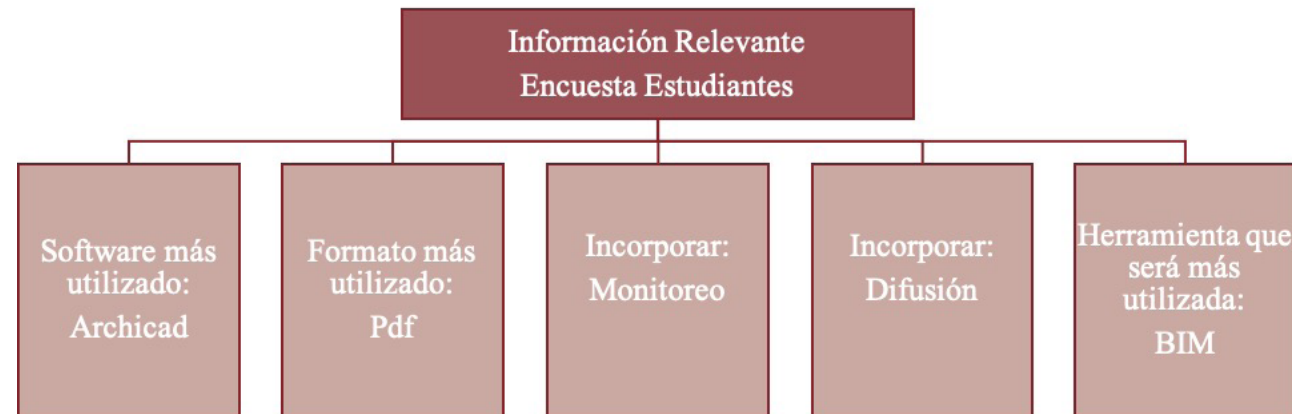 Información Relevante
Encuesta Estudiantes
Software más
utilizado:
Archicad
Formato más
utilizado:
Pdf
Incorporar:
Monitoreo
Incorporar:
Difusión
Herramienta que
será más
utilizada:
BIM